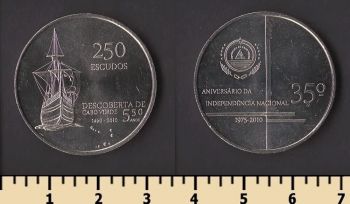 250
ESCUDOS
DESCOBERTA DE
CABO VERDE 550
1460 - 2010 ANOS
ANIVERSÁRIO DA
INDEPENDÊNCIA NACIONAL 35º
1975-2010
1 2 3 4 5 6 7